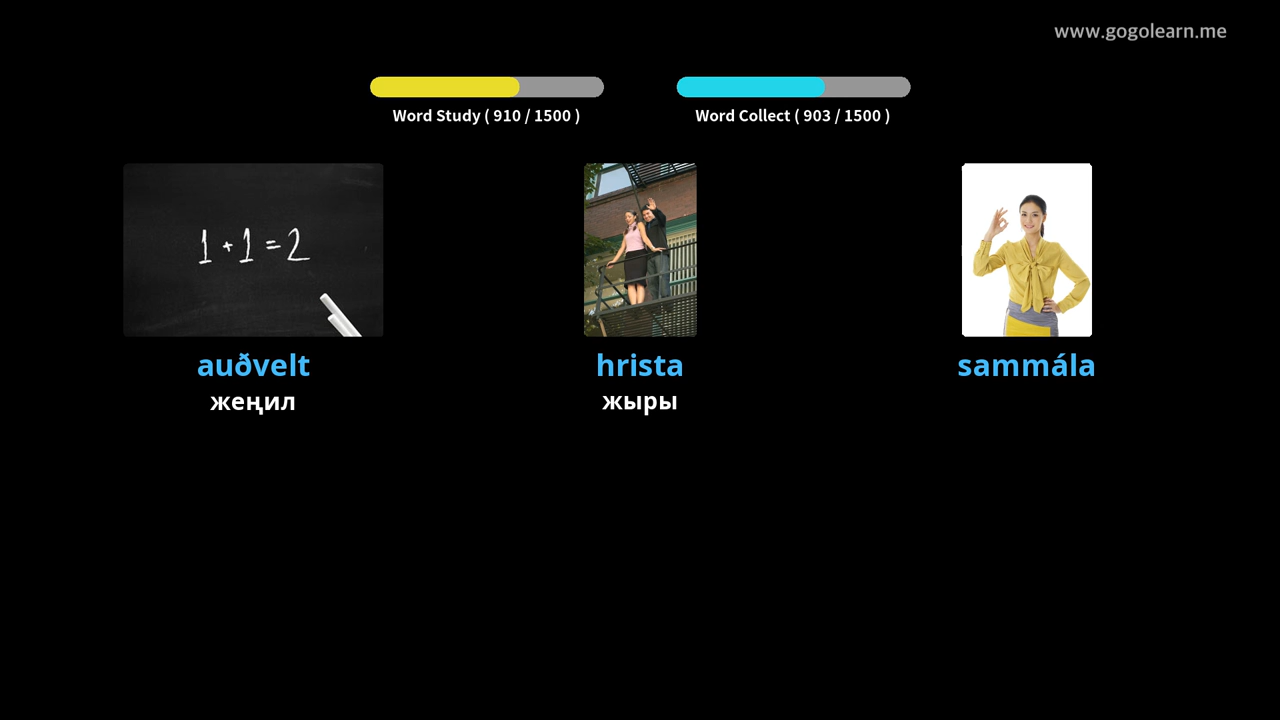 www.gogolearn.me
Word Study ( 910 / 1500 )
Word Collect ( 903 / 1500 )
1 + 1 = 2
auðvelt
жеңил
hrista
жыры
sammála